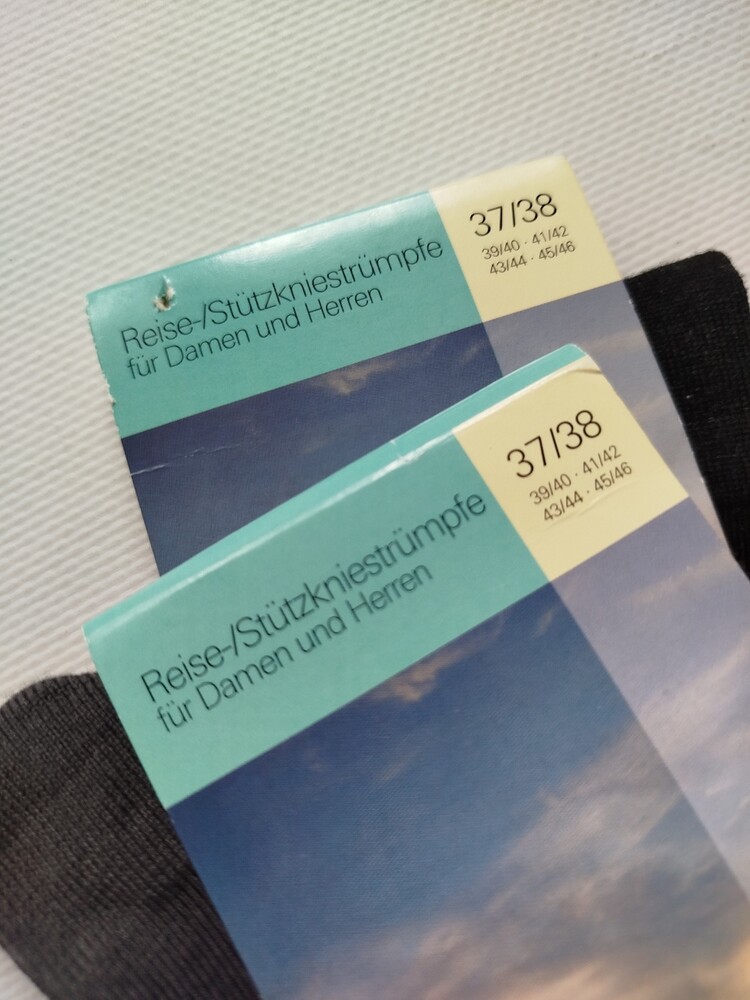 37/38
39/40 · 41/42
43/44 · 45/46
Reise-/Stützkniestrümpfe
für Damen und Herren
37/38
39/40 · 41/42
43/44 · 45/46
Reise-/Stützkniestrümpfe
für Damen und Herren